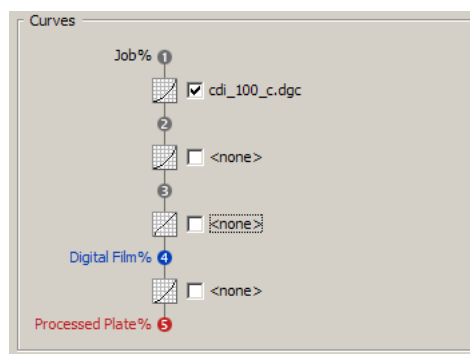 Curves
Job% 1
cdi_100_c.dgc
2
<none>
3
<none>
Digital Film% 4
<none>
Processed Plate% 5